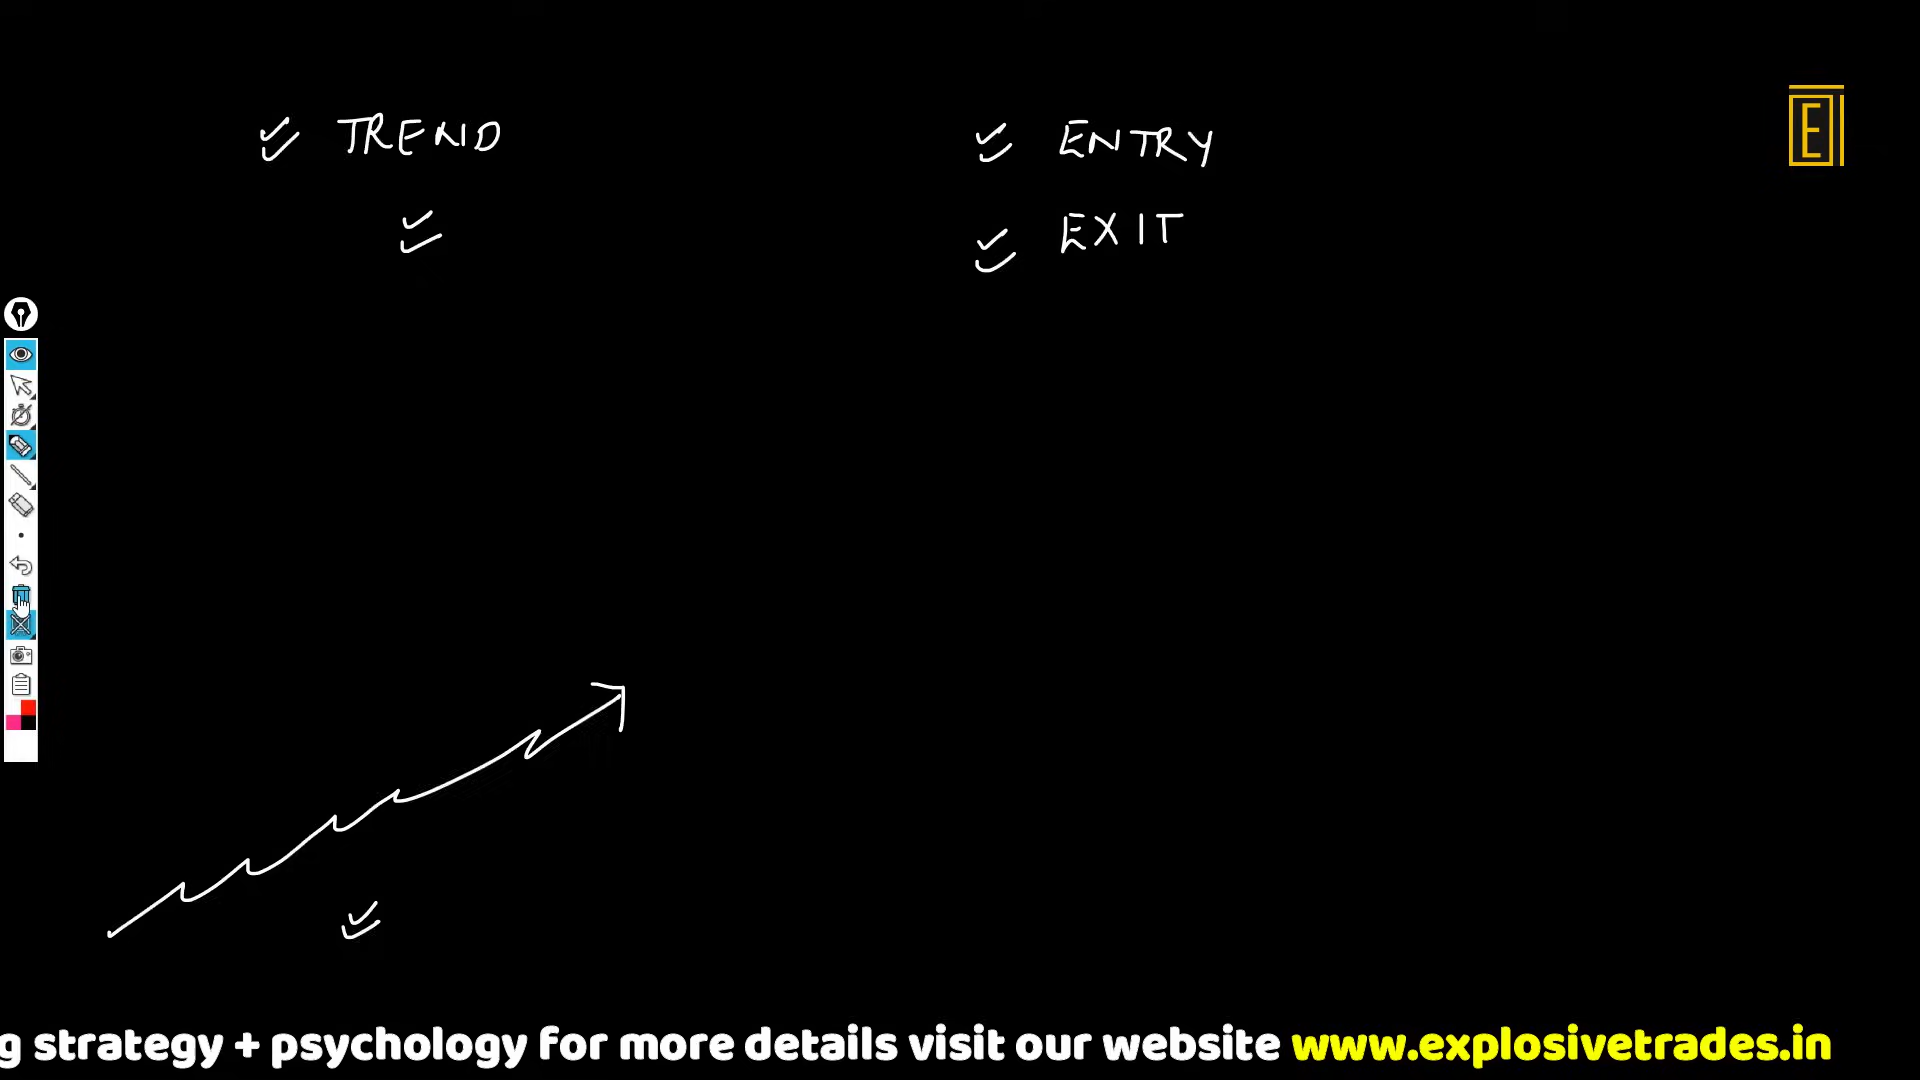 TREND
ENTRY
EXIT
E
g strategy + psychology for more details visit our website www.explosivetrades.in